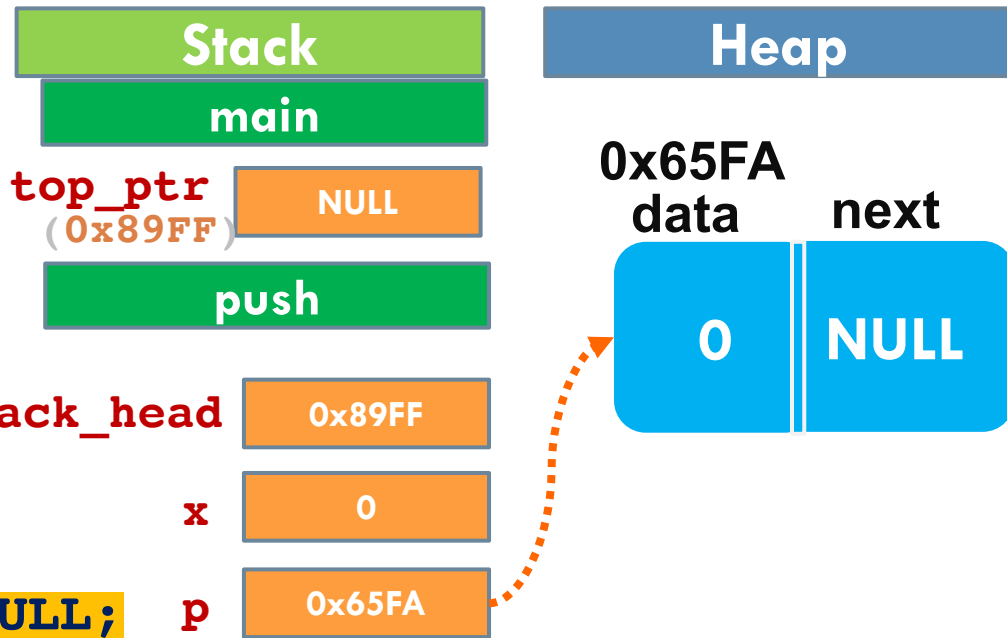 Stack
Heap
main
top_ptr
(0x89FF)
NULL
0x65FA
data
next
push
0
NULL
ack_head
0x89FF
x
0
ULL;
p
0x65FA